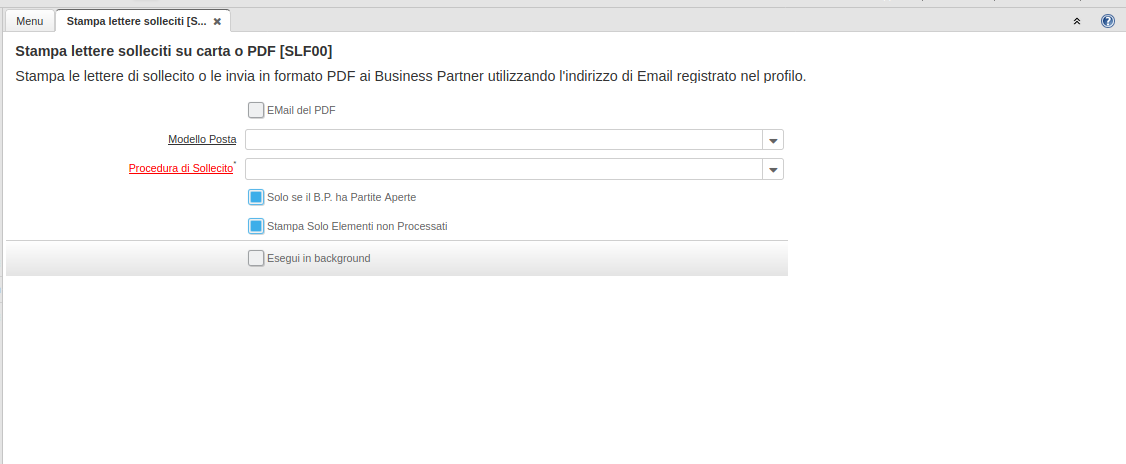 Menu
Stampa lettere solleciti [S...
Stampa lettere solleciti su carta o PDF [SLF00]
Stampa le lettere di sollecito o le invia in formato PDF ai Business Partner utilizzando l'indirizzo di Email registrato nel profilo.
EMail del PDF
Modello Posta
Procedura di Sollecito*
Solo se il B.P. ha Partite Aperte
Stampa Solo Elementi non Processati
Esegui in background